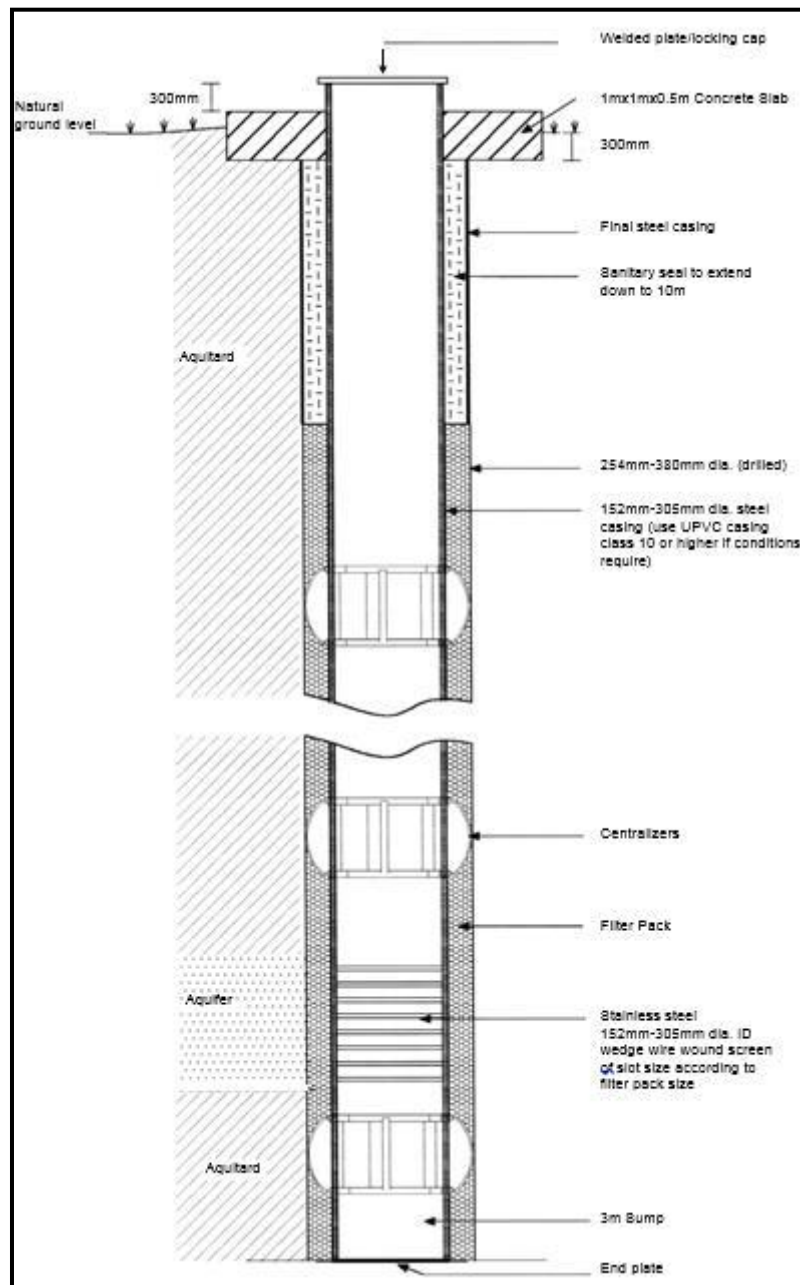 Welded plate/locking cap
300mm
Natural
ground level
1mx1mx0.5m Concrete Slab
300mm
Final steel casing
Sanitary seal to extend
down to 10m
Aquitard
254mm-380mm dia. (drilled)
152mm-305mm dia. steel
casing (use UPVC casing
class 10 or higher if conditions
require)
Centralizers
Filter Pack
Aquifer
Stainless steel
152mm-305mm dia. ID
wedge wire wound screen
of slot size according to
filter pack size
Aquitard
3m Sump
End plate